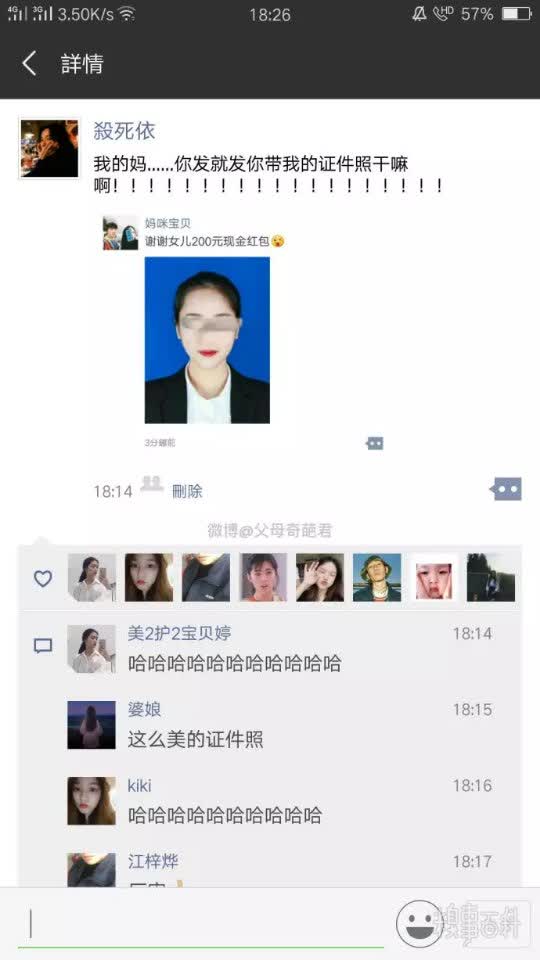 4G 3G 3.50K/s 18:26 HD 57%
詳情
殺死依
我的妈......你发就发你带我的证件照干嘛
啊！！！！！！！！！！！！！！！！！！！
妈咪宝贝
谢谢女儿200元现金红包😵
3分鐘前
18:14 刪除
微博@父母奇葩君
美2护2宝贝婷 18:14
哈哈哈哈哈哈哈哈哈哈哈
婆娘 18:15
这么美的证件照
kiki 18:16
哈哈哈哈哈哈哈哈哈哈
江梓烨 18:17
糗事百科